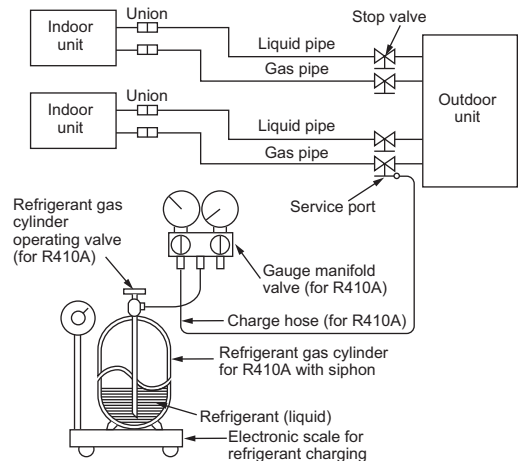 Union
Stop valve
Indoor
unit
Liquid pipe
Gas pipe
Union
Indoor
unit
Liquid pipe
Gas pipe
Outdoor
unit
Service port
Refrigerant gas
cylinder
operating valve
(for R410A)
Gauge manifold
valve (for R410A)
Charge hose (for R410A)
Refrigerant gas cylinder
for R410A with siphon
Refrigerant (liquid)
Electronic scale for
refrigerant charging